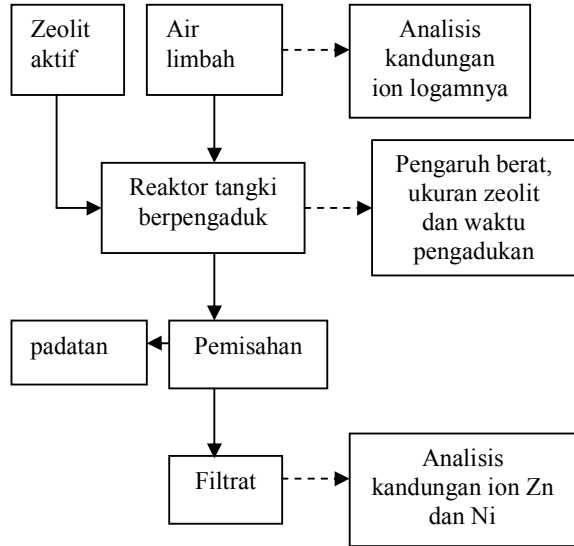 Zeolit
aktif
Air
limbah
Analisis
kandungan
ion logamnya
Reaktor tangki
berpengaduk
Pengaruh berat,
ukuran zeolit
dan waktu
pengadukan
padatan
Pemisahan
Filtrat
Analisis
kandungan ion Zn
dan Ni